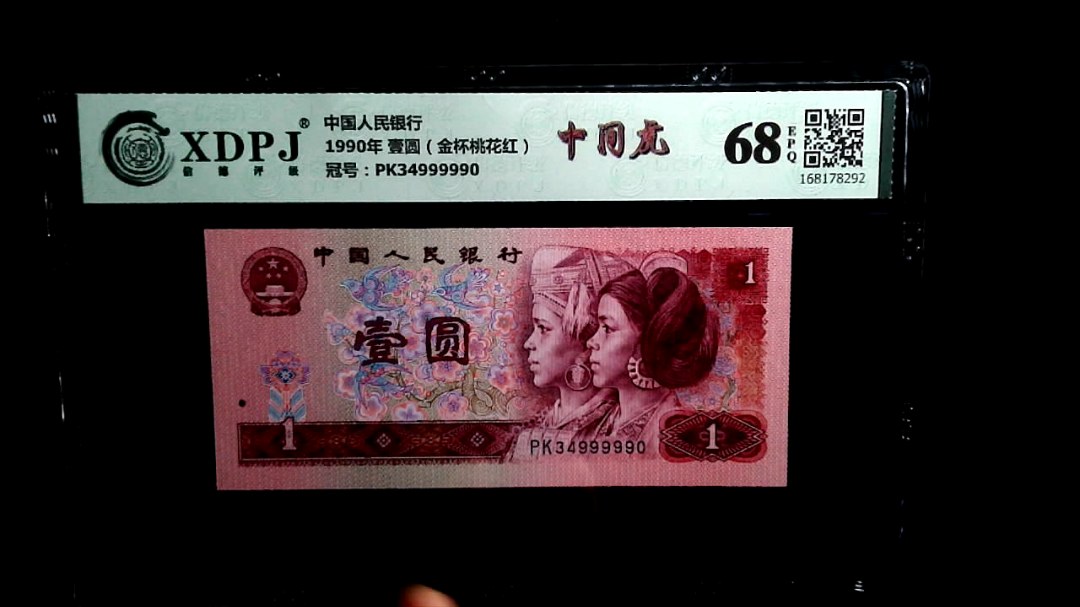 XDPJ®
信德评级
中国人民银行
1990年 壹圆（金杯桃花红）
冠号：PK34999990
中间虎
68
EPQ
168178292
中国人民银行
1
壹圆
1
PK34999990
1